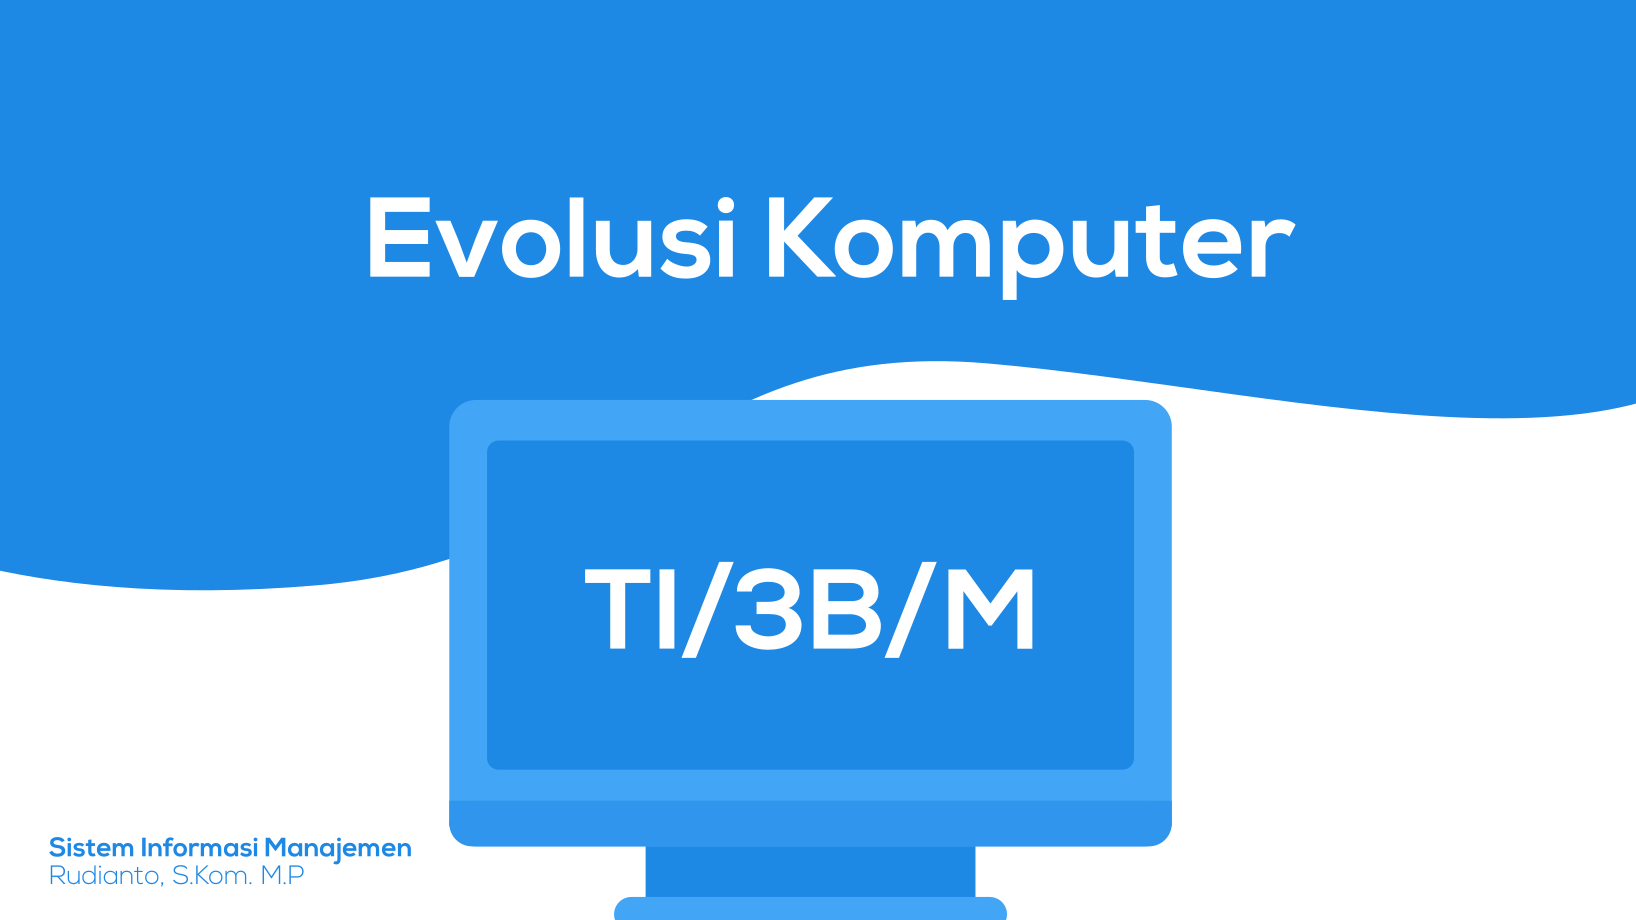 Evolusi Komputer
TI/3B/M
Sistem Informasi Manajemen
Rudianto, S.Kom. M.P